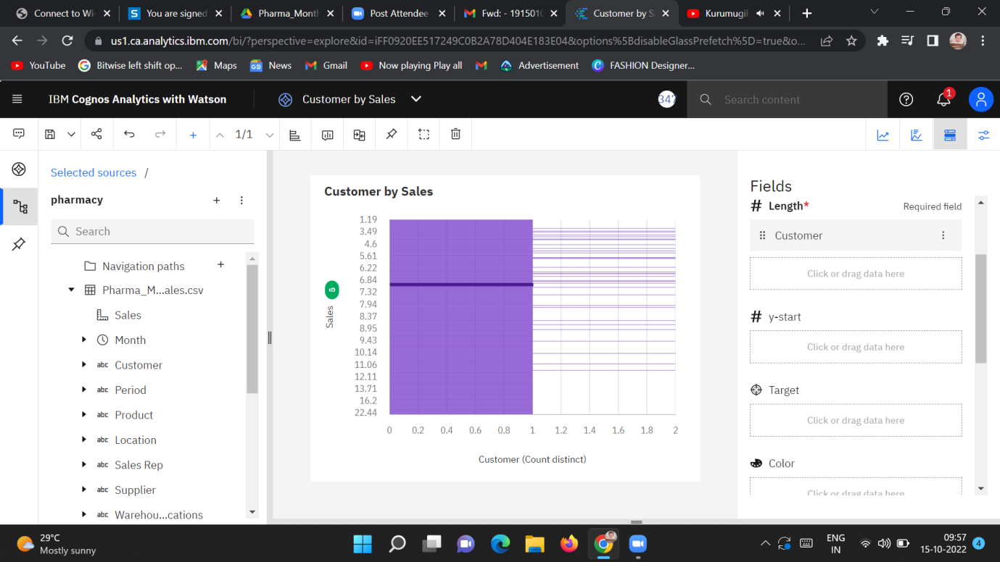 Connect to Wi-
You are signed
Pharma_Month
Post Attendee
Fwd: - 1915010
Customer by Sa
Kurumugil
us1.ca.analytics.ibm.com/bi/?perspective=explore&id=iFF0920EE517249C0B2A78D404E183E04&options%5BdisableGlassPrefetch%5D=true&o...
YouTube
Bitwise left shift op...
Maps
News
Gmail
Now playing Play all
Advertisement
FASHION Designer...
IBM Cognos Analytics with Watson
Customer by Sales
347
Search content
1
1/1
Selected sources /
pharmacy
Search
Navigation paths
Pharma_M...ales.csv
Sales
Month
abc Customer
abc Period
abc Product
abc Location
abc Sales Rep
abc Supplier
abc Warehou...cations
Customer by Sales
5
Sales
1.19
3.49
4.6
5.61
6.22
6.84
7.32
7.94
8.37
8.95
9.43
10.14
11.06
12.11
13.71
16.2
22.44
0 0.2 0.4 0.6 0.8 1 1.2 1.4 1.6 1.8 2
Customer (Count distinct)
Fields
# Length* Required field
Customer
Click or drag data here
# y-start
Click or drag data here
Target
Click or drag data here
Color
Click or drag data here
29°C
Mostly sunny
ENG
IN
09:57
15-10-2022
4